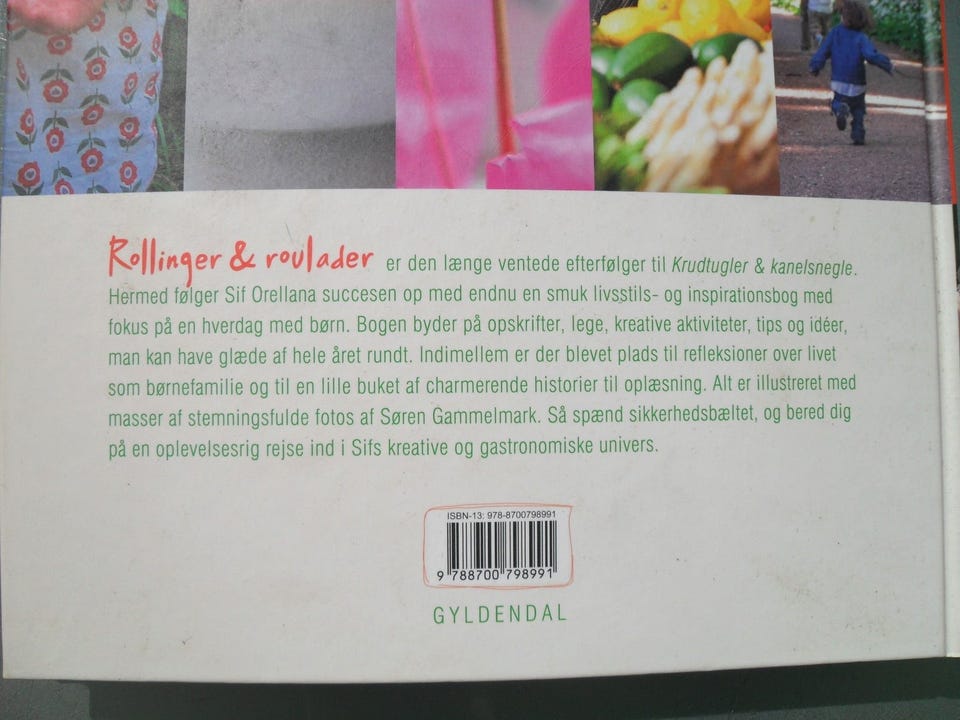 Rollinger & roulader er den længe ventede efterfølger til Krudtugler & kanelsnegle.
Hermed følger Sif Orellana succesen op med endnu en smuk livsstils- og inspirationsbog med
fokus på en hverdag med børn. Bogen byder på opskrifter, lege, kreative aktiviteter, tips og idéer,
man kan have glæde af hele året rundt. Indimellem er der blevet plads til refleksioner over livet
som børnefamilie og til en lille buket af charmerende historier til oplæsning. Alt er illustreret med
masser af stemningsfulde fotos af Søren Gammelmark. Så spænd sikkerhedsbæltet, og bered dig
på en oplevelsesrig rejse ind i Sifs kreative og gastronomiske univers.
ISBN-13: 978-8700798991
9 788700 798991
GYLDENDAL